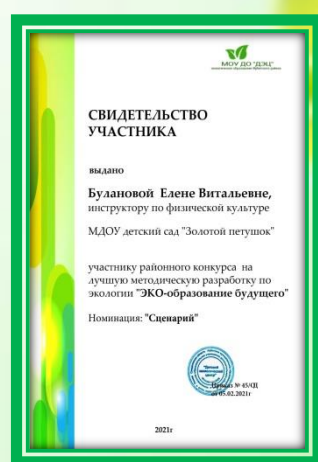 МОУ ДО "ДЭЦ"
СВИДЕТЕЛЬСТВО
УЧАСТНИКА
выдано
Булановой Елене Витальевне,
инструктору по физической культуре
МДОУ детский сад "Золотой петушок"
участнику районного конкурса на
лучшую методическую разработку по
экологии "ЭКО-образование будущего"
Номинация: "Сценарий"
Приказ № 45/ОД
от 05.02.2021г
2021г